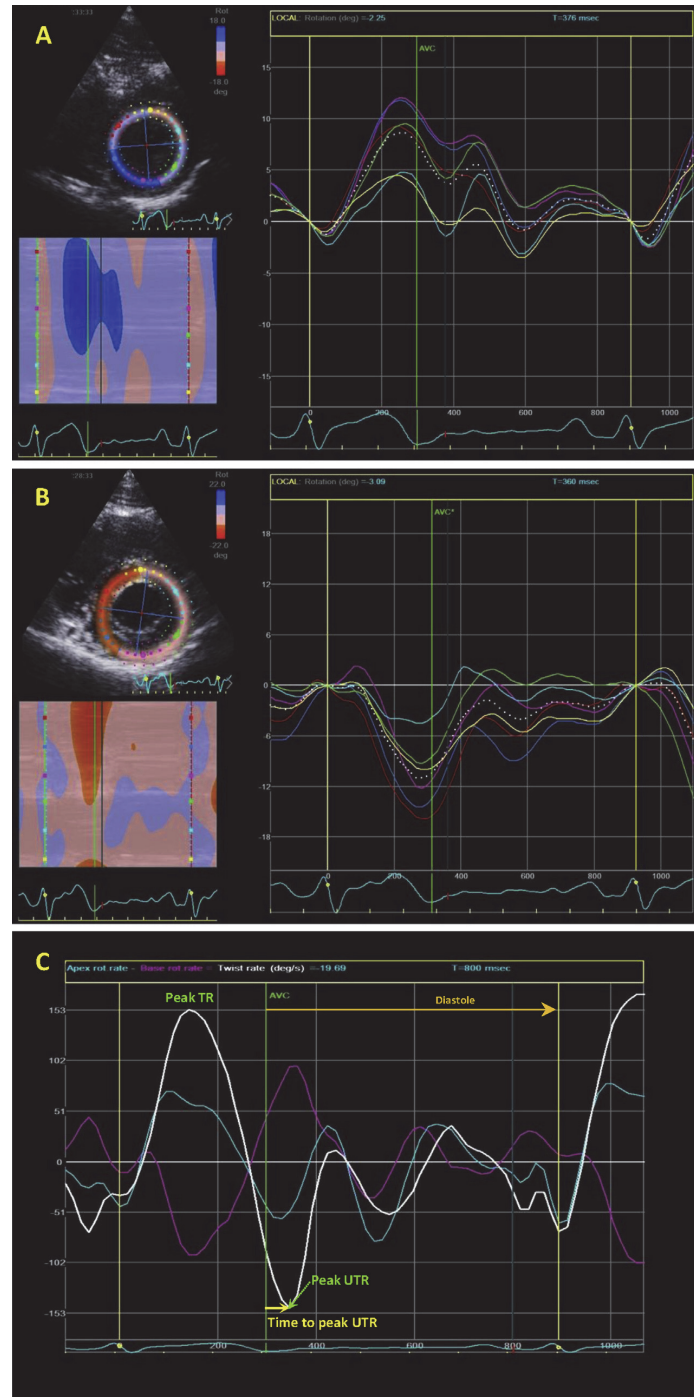 A
:33:33
Rot
18.0
-18.0
deg
LOCAL: Rotation (deg) =-2.25 T=376 msec
AVC
15
10
5
0
-5
-10
-15
0 200 400 600 800 1000
B
:28:33
Rot
22.0
-22.0
deg
LOCAL: Rotation (deg) =-3.09 T=360 msec
AVC*
18
12
6
0
-6
-12
-18
0 200 400 600 800 1000
C
Apex rot rate - Base rot rate = Twist rate (deg/s) =-19.69 T=800 msec
Peak TR
AVC
Diastole
153
102
51
0
-51
-102
-153
Peak UTR
Time to peak UTR
200 400 600 800 1000